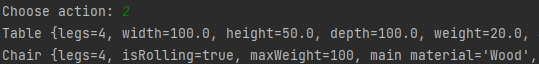 Choose action: 2
Table {legs=4, width=100.0, height=50.0, depth=100.0, weight=20.0,
Chair {legs=4, isRolling=true, maxWeight=100, main material='Wood',